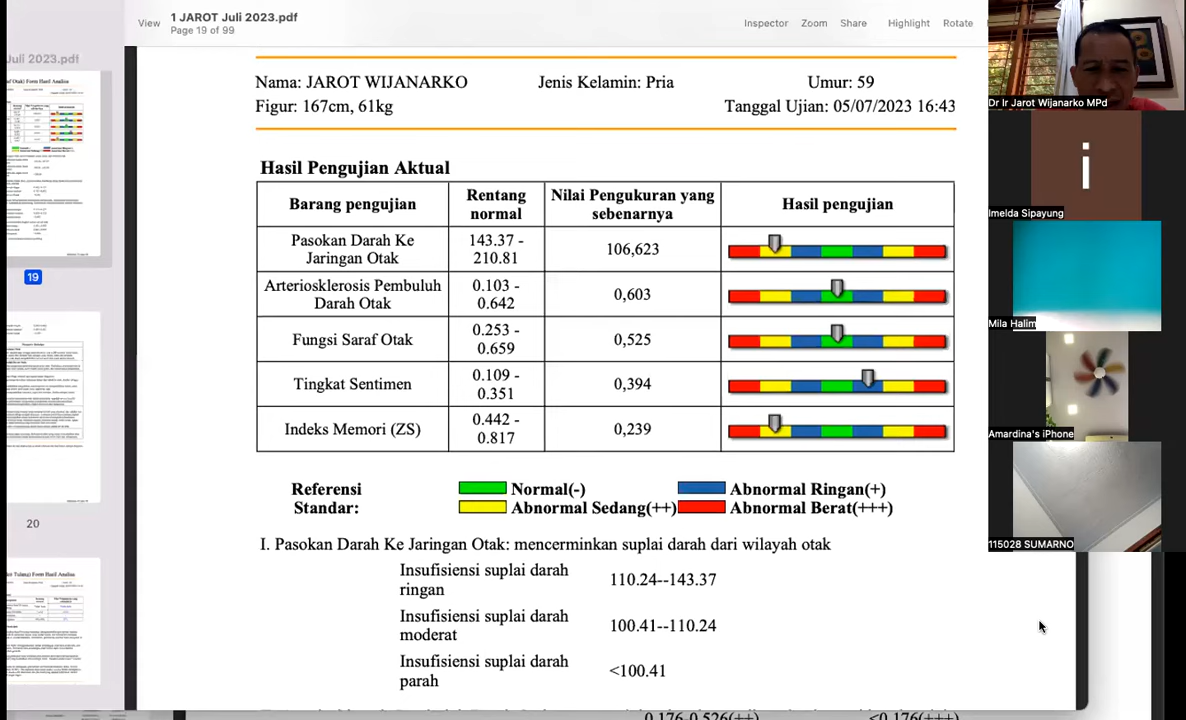 1 JAROT Juli 2023.pdf
Page 19 of 99
View
Inspector
Zoom
Share
Highlight
Rotate
Juli 2023.pdf
19
20
Nama: JAROT WIJANARKO Jenis Kelamin: Pria Umur: 59
Figur: 167cm, 61kg Tanggal Ujian: 05/07/2023 16:43
Hasil Pengujian Aktual
Barang pengujian
Rentang normal
Nilai Pengukuran yang sebenarnya
Hasil pengujian
Pasokan Darah Ke Jaringan Otak
143.37 - 210.81
106,623
Arteriosklerosis Pembuluh Darah Otak
0.103 - 0.642
0,603
Fungsi Saraf Otak
0.253 - 0.659
0,525
Tingkat Sentimen
0.109 - 0.351
0,394
Indeks Memori (ZS)
0.442 - 0.817
0,239
Referensi Standar:
Normal(-)
Abnormal Ringan(+)
Abnormal Sedang(++)
Abnormal Berat(+++)
I. Pasokan Darah Ke Jaringan Otak: mencerminkan suplai darah dari wilayah otak
Insufisiensi suplai darah ringan
110.24--143.37
Insufisiensi suplai darah moderat
100.41--110.24
Insufisiensi suplai darah parah
<100.41
0.176-0.526(++) <0.176(+++)
Dr Ir Jarot Wijanarko MPd
i
Imelda Sipayung
Mila Halim
Amardina's iPhone
115028 SUMARNO